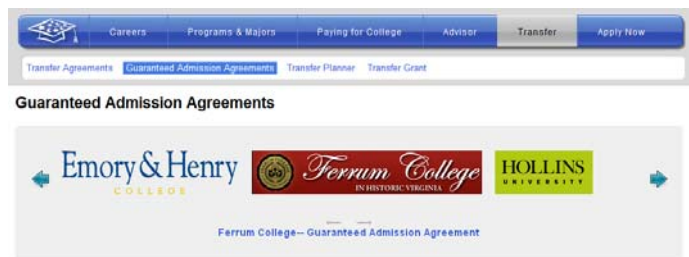 Careers Programs & Majors Paying for College Advisor Transfer Apply Now
Transfer Agreements Guaranteed Admission Agreements Transfer Planner Transfer Grant
Guaranteed Admission Agreements
Emory & Henry
COLLEGE
Ferrum College
IN HISTORIC VIRGINIA
HOLLINS
UNIVERSITY
Ferrum College-- Guaranteed Admission Agreement